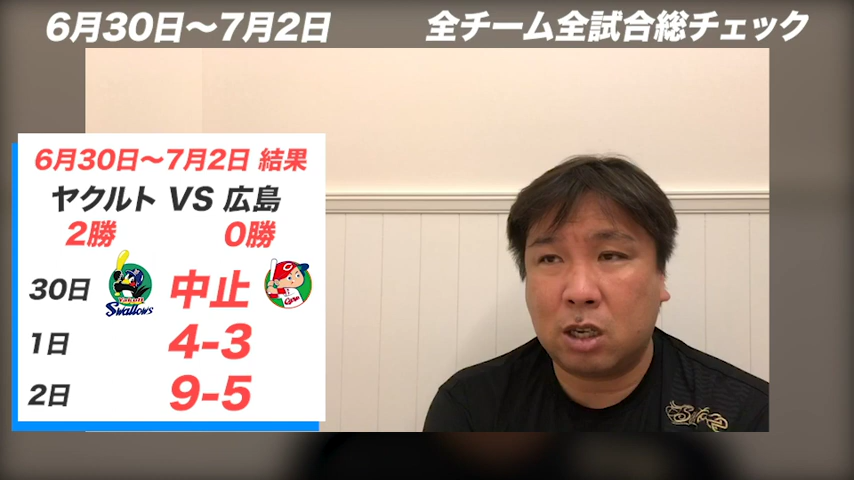 6月30日〜7月2日 全チーム全試合総チェック
6月30日〜7月2日 結果
ヤクルト VS 広島
2勝 0勝
30日 Yakult Swallows 中止 Carp
1日 4-3
2日 9-5